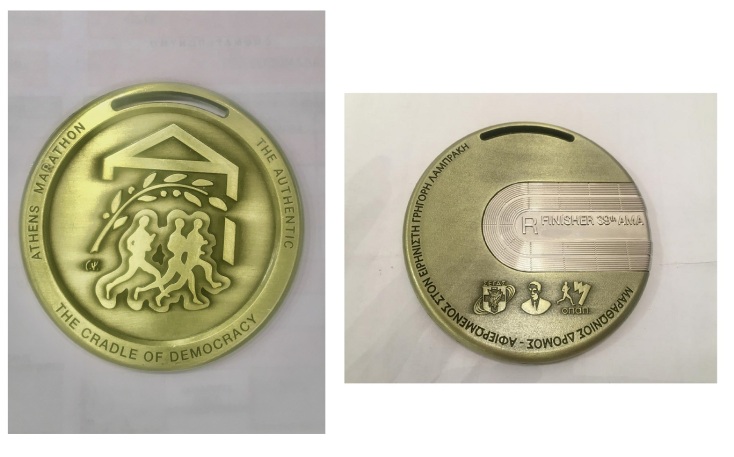 ATHENS MARATHON
THE AUTHENTIC
THE CRADLE OF DEMOCRACY
ΜΑΡΑΘΩΝΙΟΣ ΔΡΟΜΟΣ - ΑΦΙΕΡΩΜΕΝΟΣ ΣΤΟΝ ΕΙΡΗΝΙΣΤΗ ΓΡΗΓΟΡΗ ΛΑΜΠΡΑΚΗ
R FINISHER 38th AMA
ΣΕΓΑΣ
οπαπ